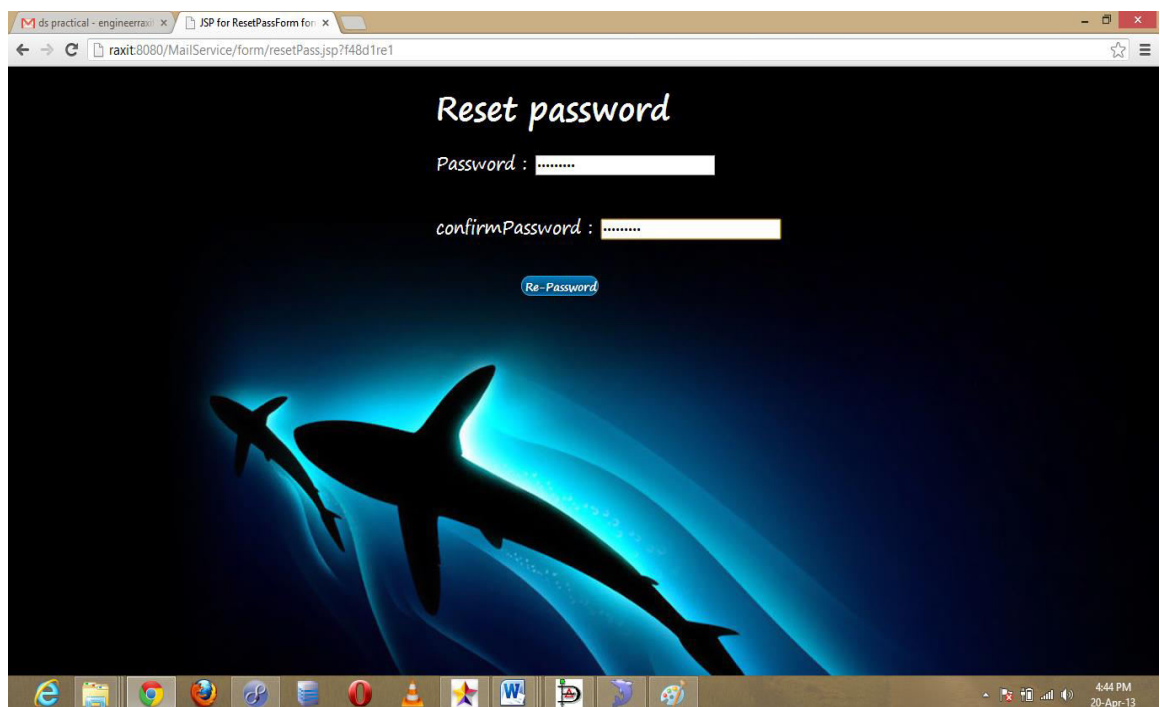 ds practical - engineerraxi
JSP for ResetPassForm for
raxit:8080/MailService/form/resetPass.jsp?f48d1re1
Reset password
Password : •••••••••
confirmPassword : •••••••••
Re-Password
4:44 PM
20-Apr-13